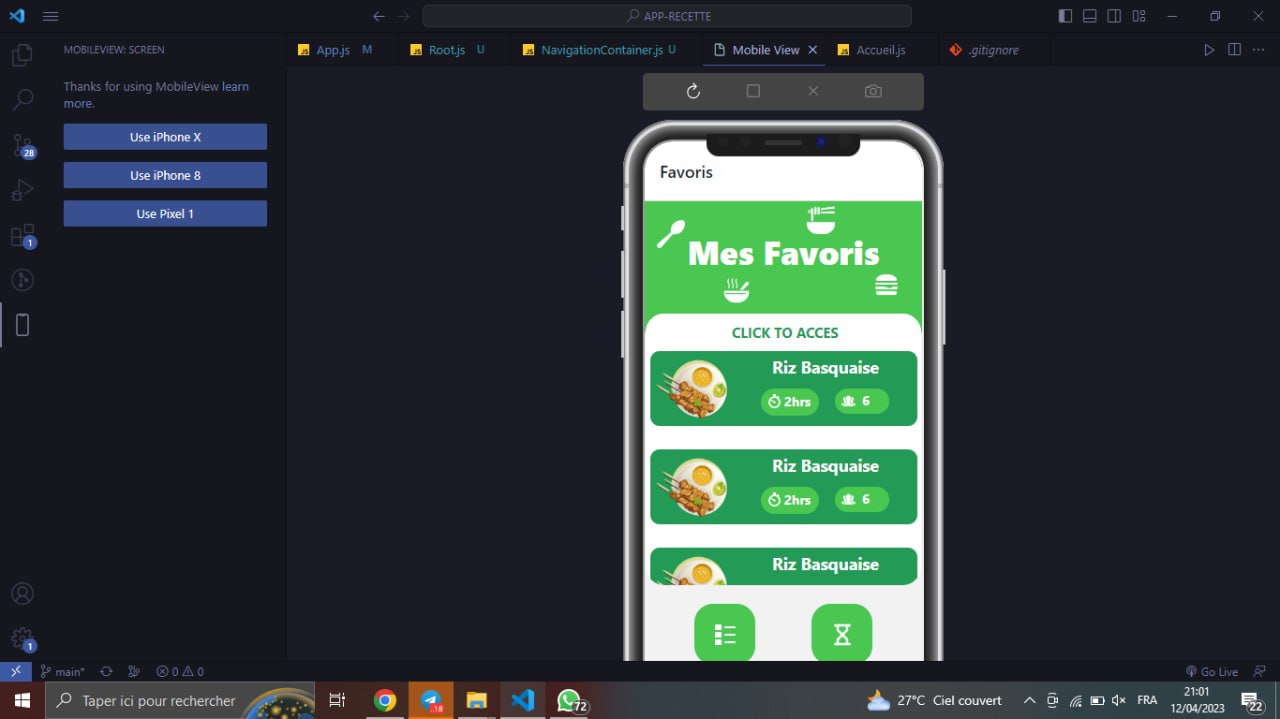 APP-RECETTE
MOBILEVIEW: SCREEN
App.js M
Root.js U
NavigationContainer.js U
Mobile View
Accueil.js
.gitignore
Thanks for using MobileView learn
more.
Use iPhone X
Use iPhone 8
Use Pixel 1
28
1
1
Favoris
Mes Favoris
CLICK TO ACCES
Riz Basquaise
2hrs 6
Riz Basquaise
2hrs 6
Riz Basquaise
main*
0 0
Go Live
Taper ici pour rechercher
..18
72
27°C Ciel couvert
FRA
21:01
12/04/2023
22